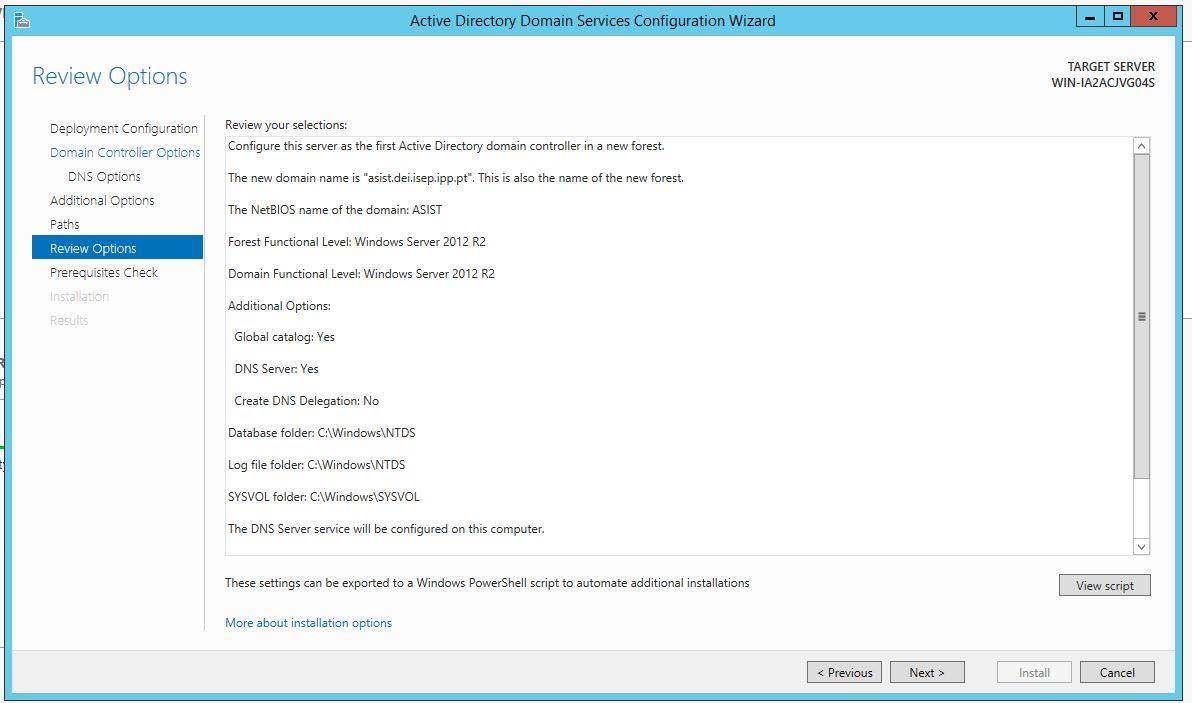 Active Directory Domain Services Configuration Wizard
Review Options
TARGET SERVER
WIN-IA2ACJVG04S
Deployment Configuration
Domain Controller Options
DNS Options
Additional Options
Paths
Review Options
Prerequisites Check
Installation
Results
Review your selections:
Configure this server as the first Active Directory domain controller in a new forest.
The new domain name is "asist.dei.isep.ipp.pt". This is also the name of the new forest.
The NetBIOS name of the domain: ASIST
Forest Functional Level: Windows Server 2012 R2
Domain Functional Level: Windows Server 2012 R2
Additional Options:
Global catalog: Yes
DNS Server: Yes
Create DNS Delegation: No
Database folder: C:\Windows\NTDS
Log file folder: C:\Windows\NTDS
SYSVOL folder: C:\Windows\SYSVOL
The DNS Server service will be configured on this computer.
These settings can be exported to a Windows PowerShell script to automate additional installations
View script
More about installation options
< Previous
Next >
Install
Cancel